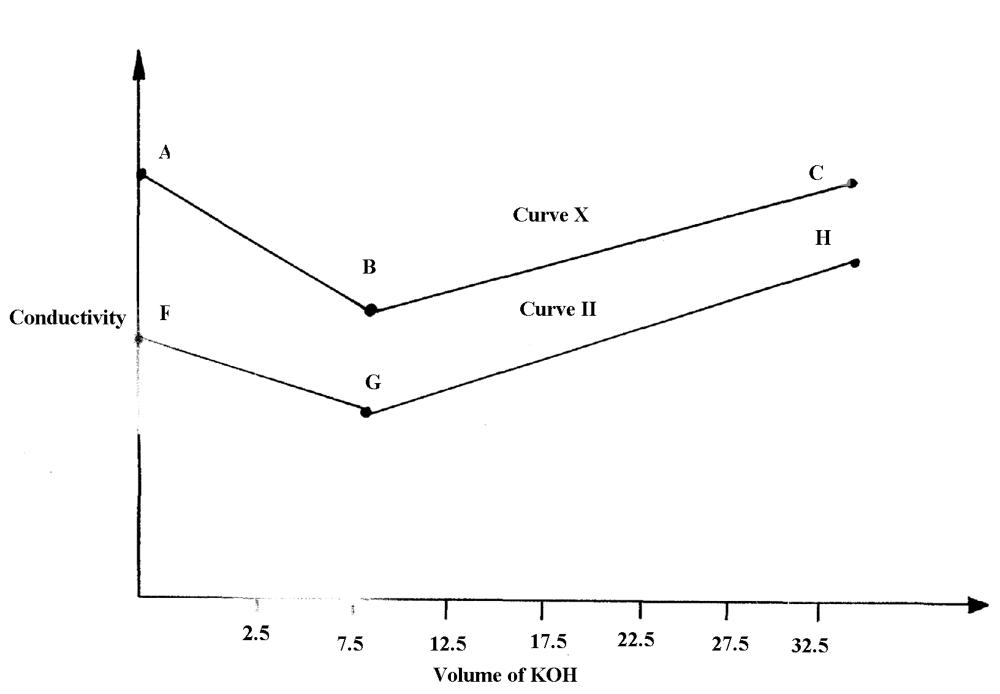 A
C
Curve X
H
B
Curve II
F
Conductivity
G
2.5
7.5
12.5
17.5
22.5
27.5
32.5
Volume of KOH